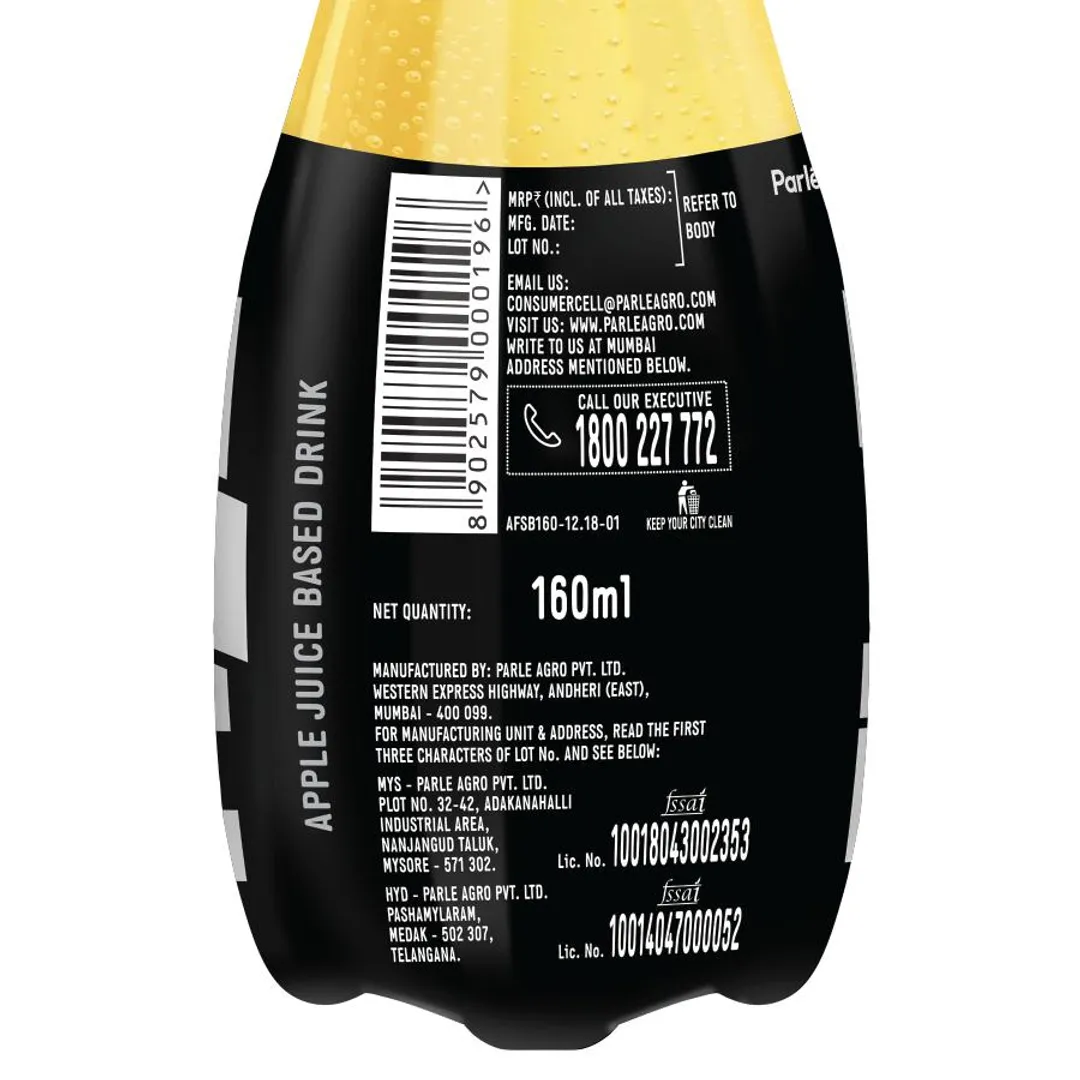 Parlé
MRP₹ (INCL. OF ALL TAXES):
MFG. DATE:
LOT NO.:
REFER TO
BODY
EMAIL US:
CONSUMERCELL@PARLEAGRO.COM
VISIT US: WWW.PARLEAGRO.COM
WRITE TO US AT MUMBAI
ADDRESS MENTIONED BELOW.
CALL OUR EXECUTIVE
1800 227 772
AFSB160-12.18-01
KEEP YOUR CITY CLEAN
8 902579 000196 >
APPLE JUICE BASED DRINK
NET QUANTITY: 160ml
MANUFACTURED BY: PARLE AGRO PVT. LTD.
WESTERN EXPRESS HIGHWAY, ANDHERI (EAST),
MUMBAI - 400 099.
FOR MANUFACTURING UNIT & ADDRESS, READ THE FIRST
THREE CHARACTERS OF LOT No. AND SEE BELOW:
MYS - PARLE AGRO PVT. LTD.
PLOT NO. 32-42, ADAKANAHALLI
INDUSTRIAL AREA,
NANJANGUD TALUK,
MYSORE - 571 302.
fssai
Lic. No. 10018043002353
HYD - PARLE AGRO PVT. LTD.
PASHAMYLARAM,
MEDAK - 502 307,
TELANGANA.
fssai
Lic. No. 10014047000052